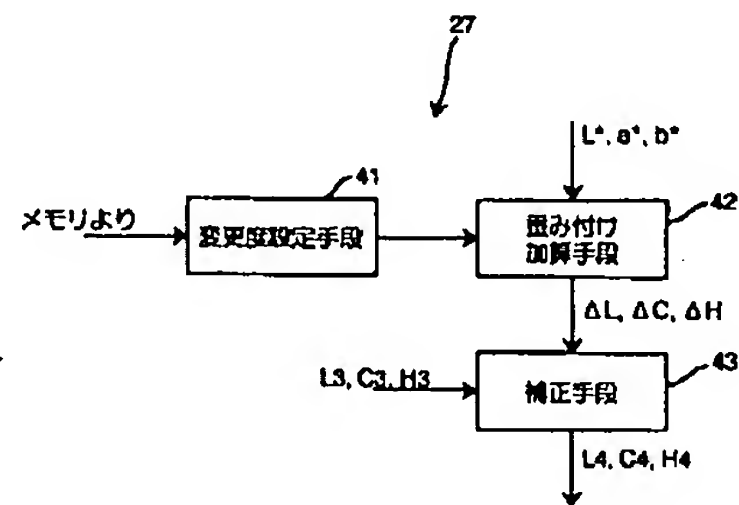 27
L*, a*, b*
41
メモリより
変更度設定手段
42
重み付け
加算手段
ΔL, ΔC, ΔH
L3, C3, H3
43
補正手段
L4, C4, H4